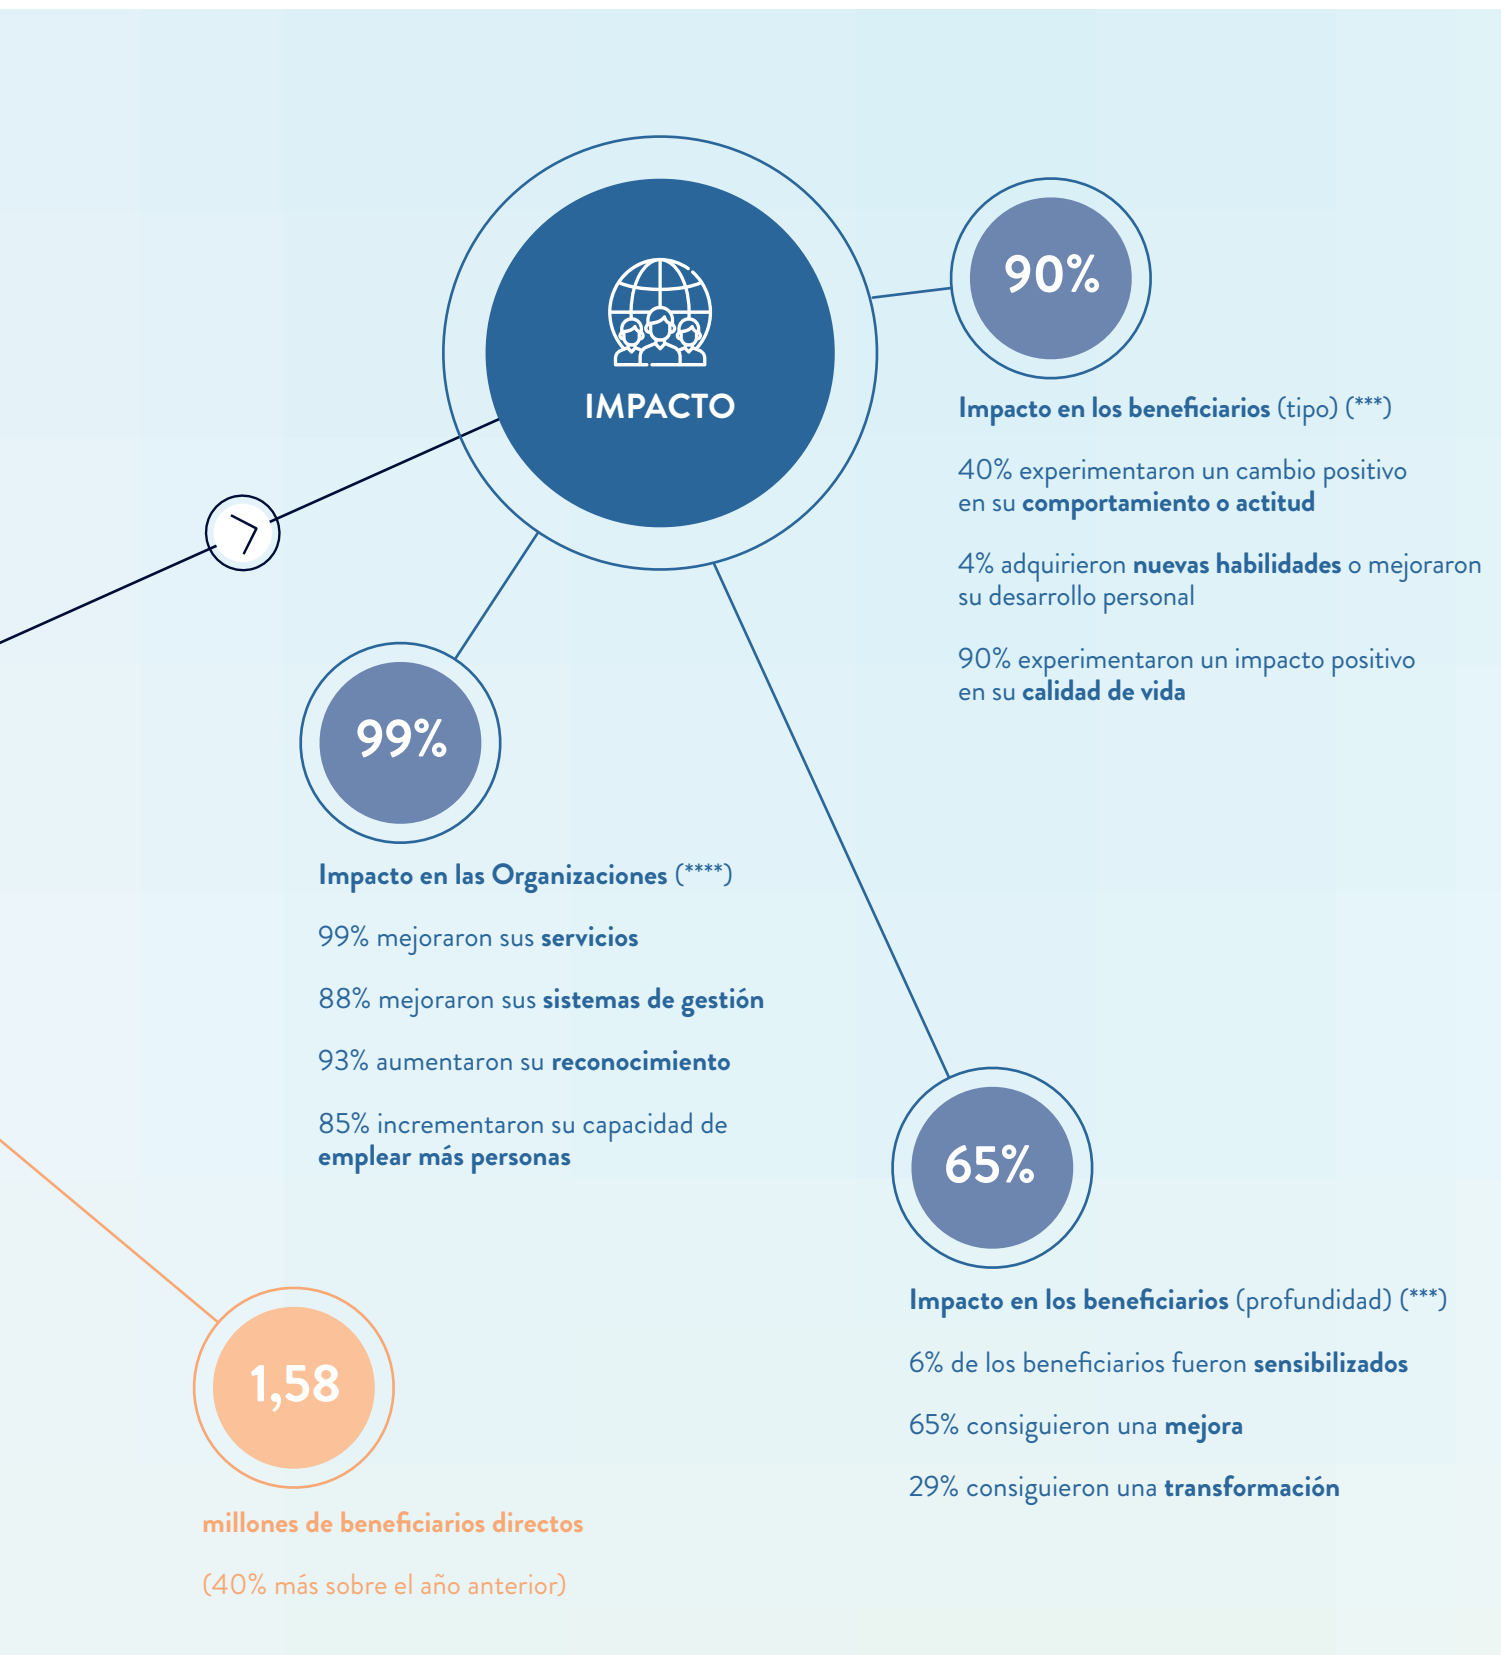 IMPACTO
90%
Impacto en los beneficiarios (tipo) (***)
40% experimentaron un cambio positivo
en su comportamiento o actitud
4% adquirieron nuevas habilidades o mejoraron
su desarrollo personal
90% experimentaron un impacto positivo
en su calidad de vida
99%
Impacto en las Organizaciones (****)
99% mejoraron sus servicios
88% mejoraron sus sistemas de gestión
93% aumentaron su reconocimiento
85% incrementaron su capacidad de
emplear más personas
65%
Impacto en los beneficiarios (profundidad) (***)
6% de los beneficiarios fueron sensibilizados
65% consiguieron una mejora
29% consiguieron una transformación
1,58
millones de beneficiarios directos
(40% más sobre el año anterior)